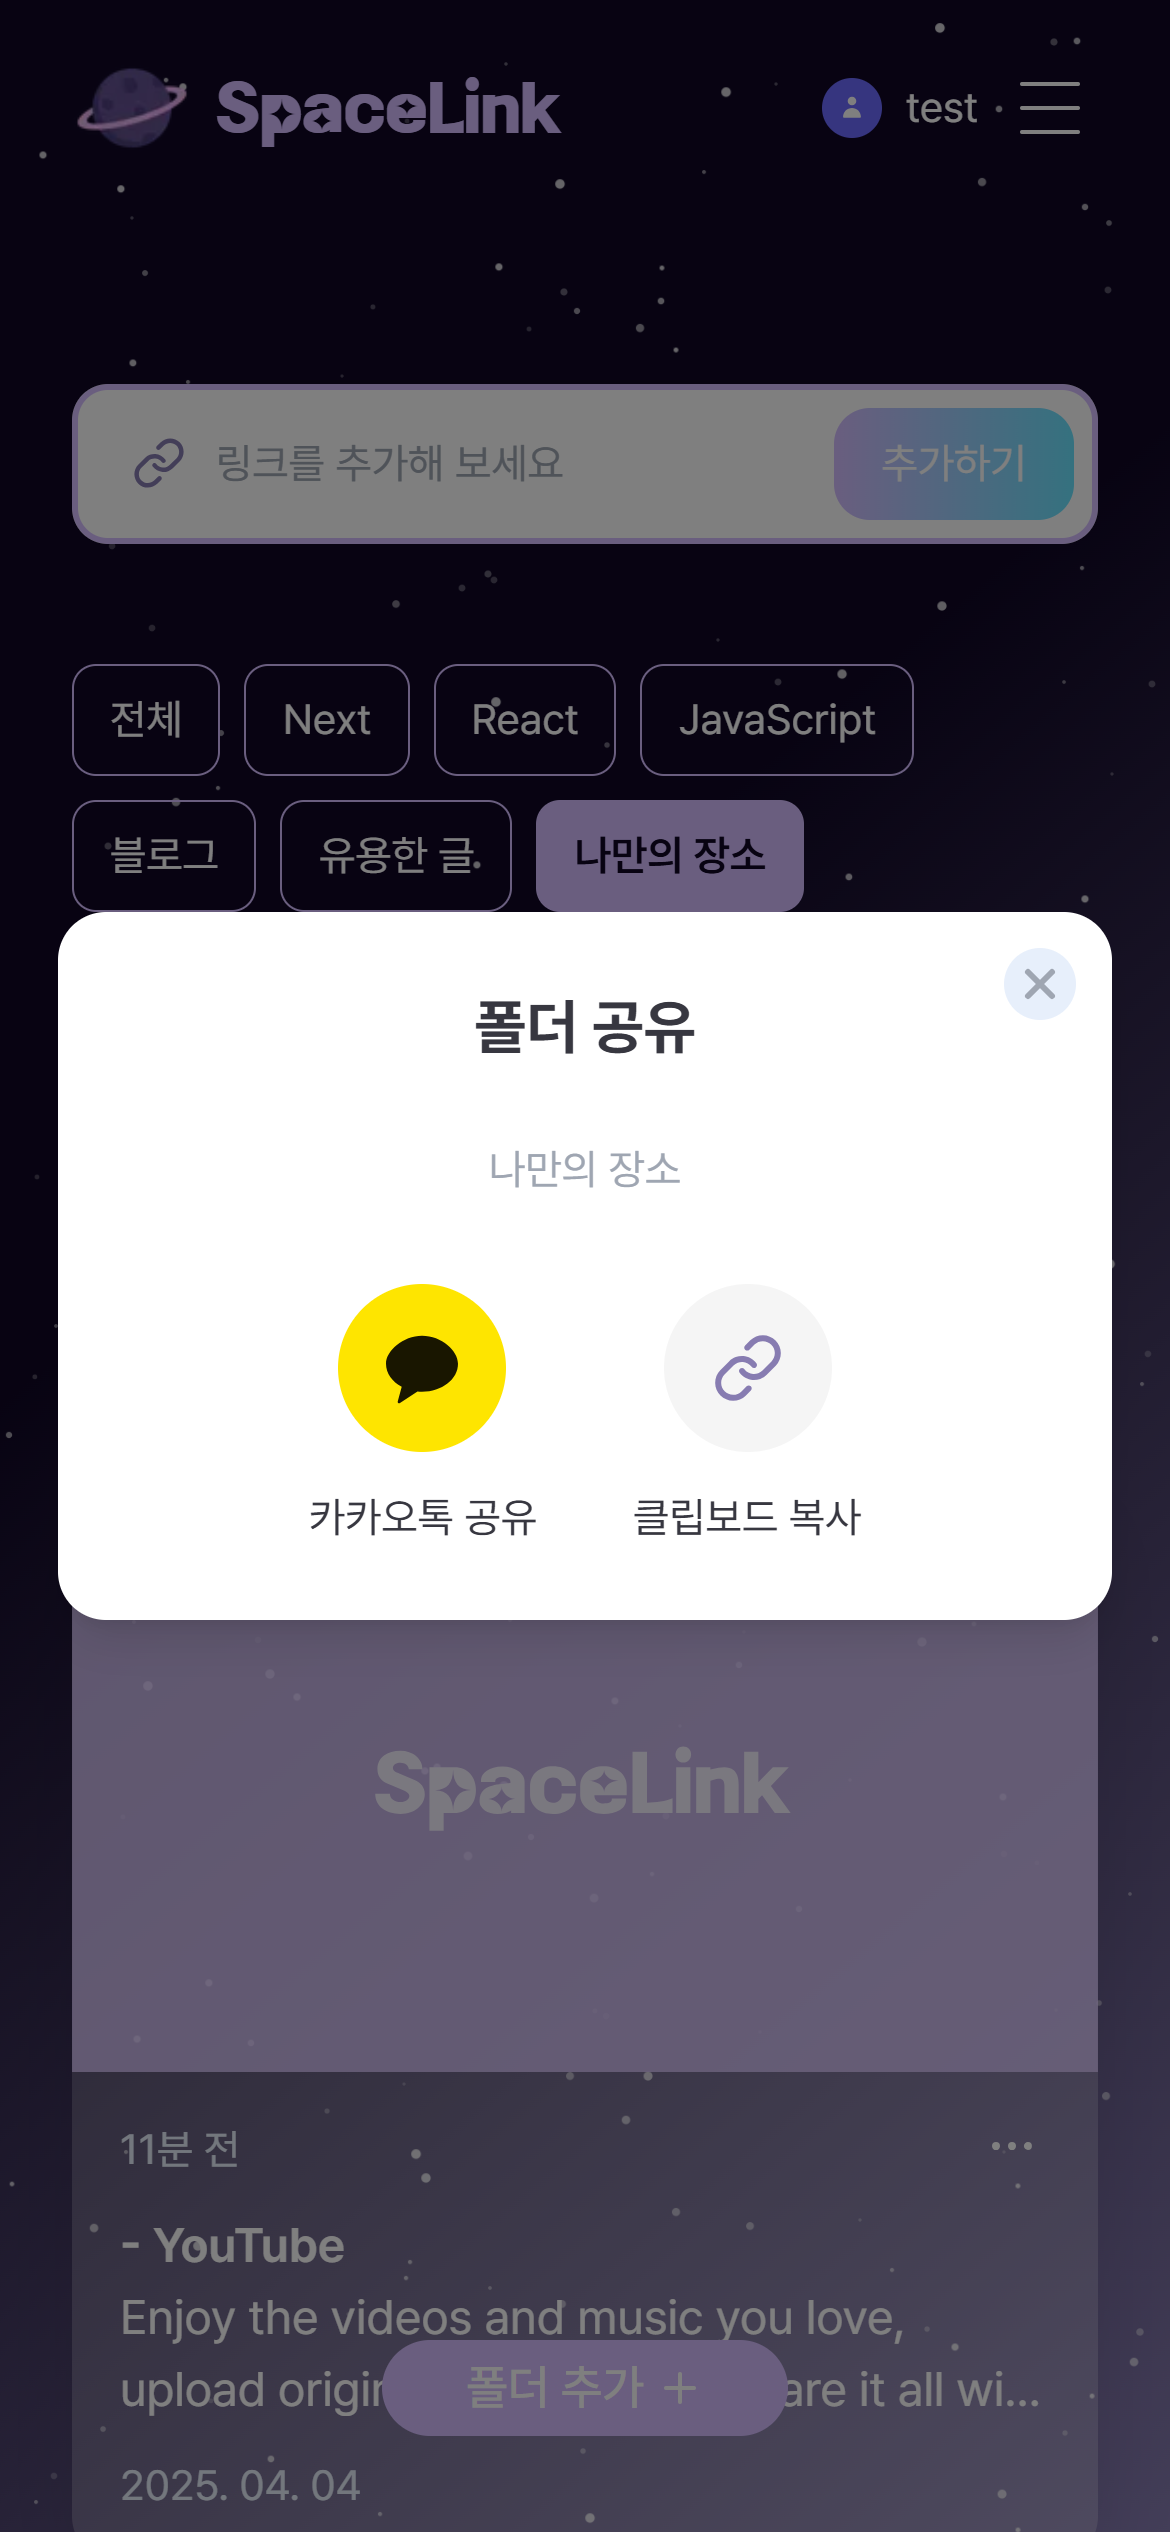 SpaceLink
test
링크를 추가해 보세요
추가하기
전체
Next
React
JavaScript
블로그
유용한 글
나만의 장소
폴더 공유
나만의 장소
카카오톡 공유
클립보드 복사
SpaceLink
11분 전
- YouTube
Enjoy the videos and music you love,
upload are it all wi...
폴더 추가 +
2025. 04. 04